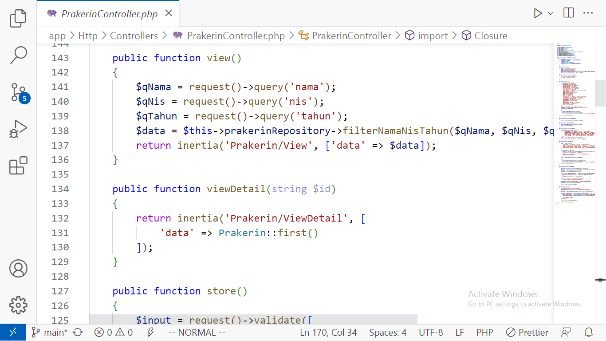 PrakerinController.php
app > Http > Controllers > PrakerinController.php > PrakerinController > import > Closure
144
143 public function view()
142 {
141 $qNama = request()->query('nama');
140 $qNis = request()->query('nis');
139 $qTahun = request()->query('tahun');
138 $data = $this->prakerinRepository->filterNamaNisTahun($qNama, $qNis, $q
137 return inertia('Prakerin/View', ['data' => $data]);
136 }
135
134 public function viewDetail(string $id)
133 {
132 return inertia('Prakerin/ViewDetail', [
131 'data' => Prakerin::first()
130 ]);
129 }
128
127 public function store()
126 {
125 $input = request()->validate([
5
Activate Windows
Go to PC settings to activate Windows.
main* 0 0 -- NORMAL -- Ln 170, Col 34 Spaces: 4 UTF-8 LF PHP Prettier